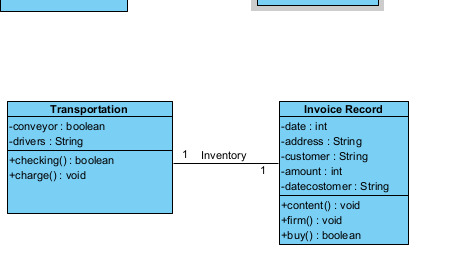 Transportation
-conveyor : boolean
-drivers : String
+checking() : boolean
+charge() : void
1 Inventory
1
Invoice Record
-date : int
-address : String
-customer : String
-amount : int
-datecostomer : String
+content() : void
+firm() : void
+buy() : boolean